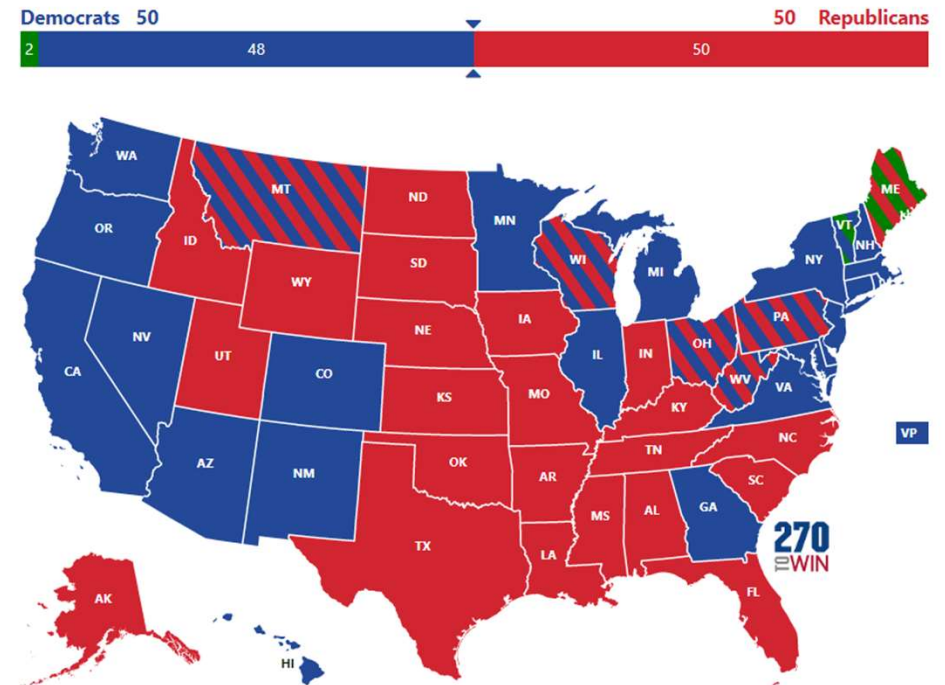 Democrats 50
50 Republicans
2
48
50
WA
OR
CA
NV
ID
MT
WY
UT
AZ
CO
NM
ND
SD
NE
KS
OK
TX
MN
IA
MO
AR
LA
WI
IL
MI
IN
OH
KY
TN
MS
AL
GA
FL
SC
NC
VA
WV
PA
NY
VT
NH
ME
VP
270
TO WIN
AK
HI